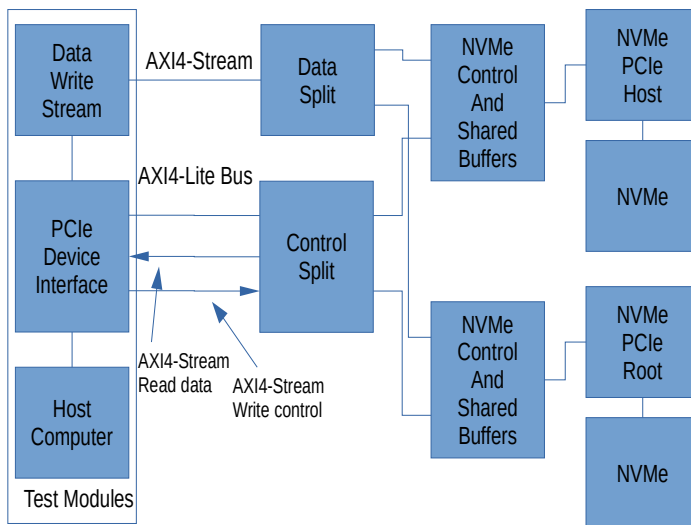 Data
Write
Stream
AXI4-Stream
Data
Split
NVMe
Control
And
Shared
Buffers
NVMe
PCIe
Host
NVMe
AXI4-Lite Bus
PCIe
Device
Interface
Control
Split
AXI4-Stream
Read data
AXI4-Stream
Write control
NVMe
Control
And
Shared
Buffers
NVMe
PCIe
Root
NVMe
Host
Computer
Test Modules